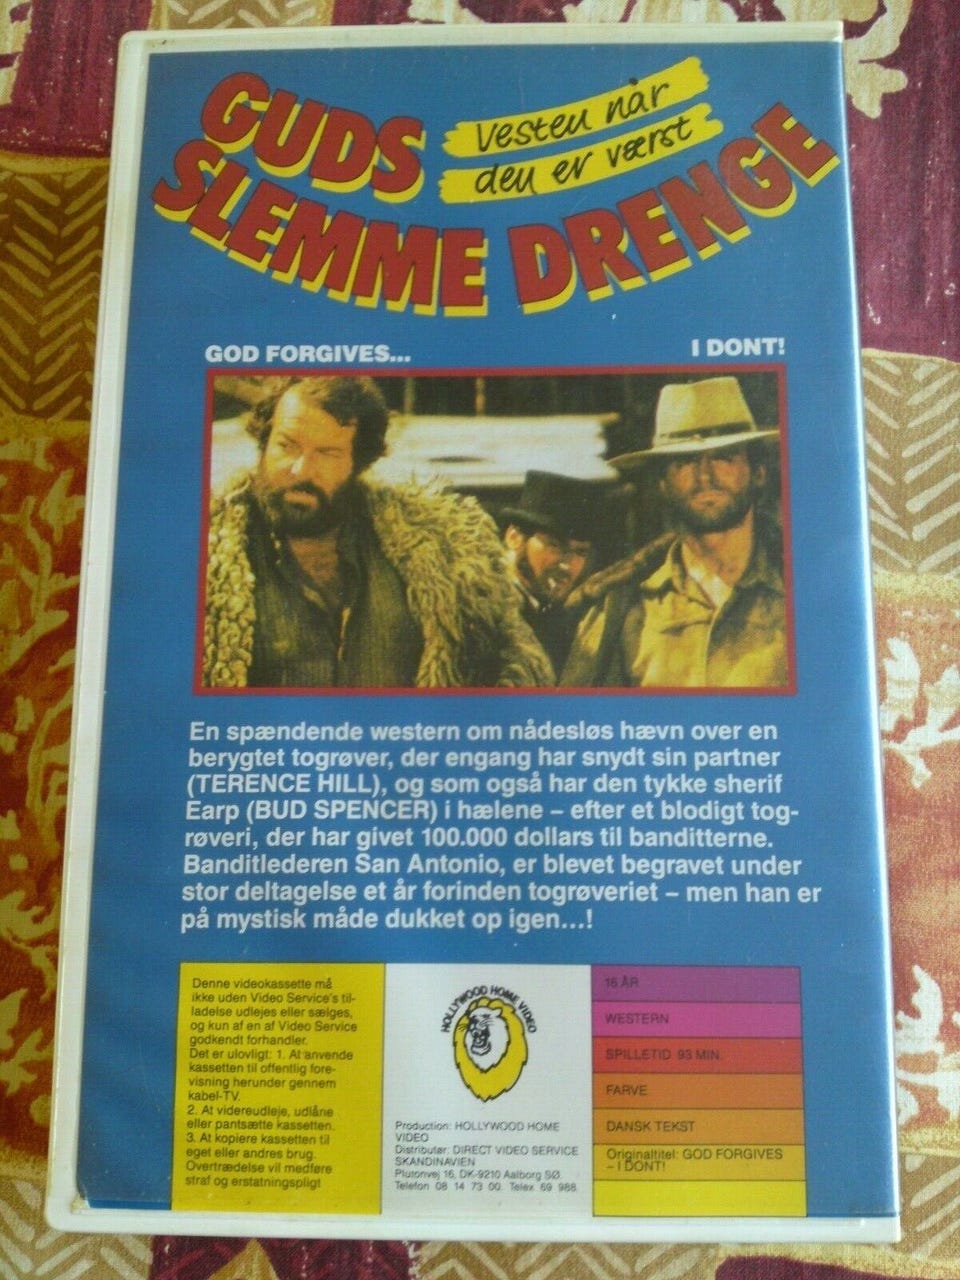 GUDS
SLEMME DRENGE
Vesten når
den er værst
GOD FORGIVES...
I DONT!
En spændende western om nådesløs hævn over en
berygtet togrøver, der engang har snydt sin partner
(TERENCE HILL), og som også har den tykke sherif
Earp (BUD SPENCER) i hælene – efter et blodigt tog-
røveri, der har givet 100.000 dollars til banditterne.
Banditlederen San Antonio, er blevet begravet under
stor deltagelse et år forinden togrøveriet – men han er
på mystisk måde dukket op igen...!
Denne videokassette må
ikke uden Video Service's til-
ladelse udlejes eller sælges,
og kun af en af Video Service
godkendt forhandler.
Det er ulovligt: 1. At anvende
kassetten til offentlig fore-
visning herunder gennem
kabel-TV.
2. At videreudleje, udlåne
eller pantsætte kassetten.
3. At kopiere kassetten til
eget eller andres brug.
Overtrædelse vil medføre
straf og erstatningspligt
HOLLYWOOD HOME VIDEO
Production: HOLLYWOOD HOME
VIDEO
Distributør: DIRECT VIDEO SERVICE
SKANDINAVIEN
Plutonvej 16, DK-9210 Aalborg SØ.
Telefon 08 14 73 00. Telex 69 988.
16 ÅR
WESTERN
SPILLETID 93 MIN.
FARVE
DANSK TEKST
Originaltitel: GOD FORGIVES
– I DONT!